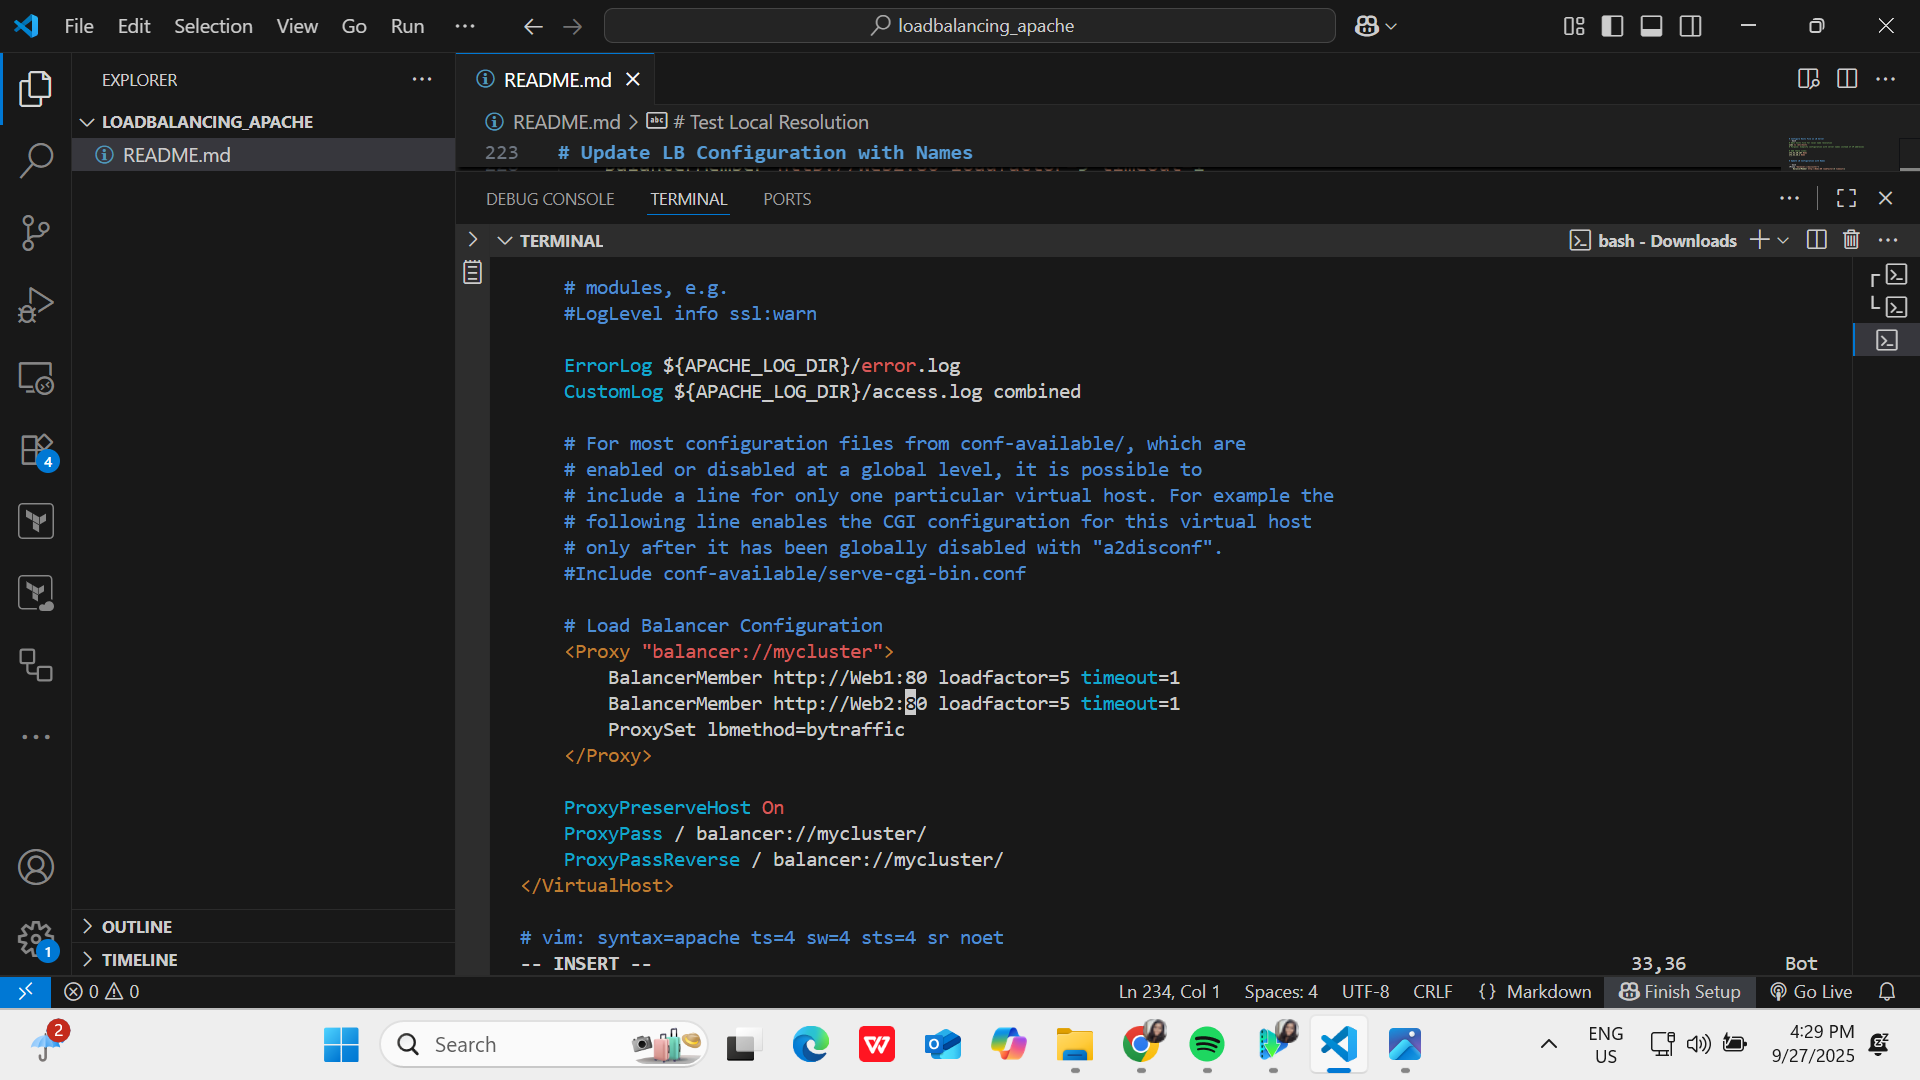 File Edit Selection View Go Run
loadbalancing_apache
EXPLORER
LOADBALANCING_APACHE
README.md
README.md
README.md > # Test Local Resolution
223 # Update LB Configuration with Names
DEBUG CONSOLE TERMINAL PORTS
TERMINAL
bash - Downloads
# modules, e.g.
#LogLevel info ssl:warn
ErrorLog ${APACHE_LOG_DIR}/error.log
CustomLog ${APACHE_LOG_DIR}/access.log combined
# For most configuration files from conf-available/, which are
# enabled or disabled at a global level, it is possible to
# include a line for only one particular virtual host. For example the
# following line enables the CGI configuration for this virtual host
# only after it has been globally disabled with "a2disconf".
#Include conf-available/serve-cgi-bin.conf
# Load Balancer Configuration
<Proxy "balancer://mycluster">
BalancerMember http://Web1:80 loadfactor=5 timeout=1
BalancerMember http://Web2:80 loadfactor=5 timeout=1
ProxySet lbmethod=bytraffic
</Proxy>
ProxyPreserveHost On
ProxyPass / balancer://mycluster/
ProxyPassReverse / balancer://mycluster/
</VirtualHost>
# vim: syntax=apache ts=4 sw=4 sts=4 sr noet
-- INSERT --
33,36 Bot
4
1
OUTLINE
TIMELINE
0 0
Ln 234, Col 1 Spaces: 4 UTF-8 CRLF {} Markdown Finish Setup Go Live
2
Search
ENG
US
4:29 PM
9/27/2025